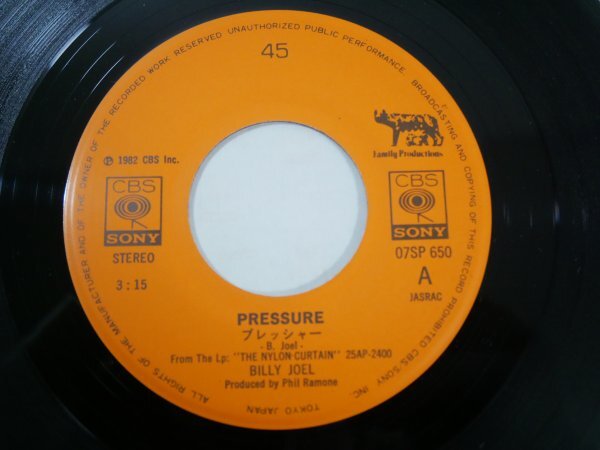 ALL RIGHTS OF THE MANUFACTURER AND OF THE OWNER OF THE RECORDED WORK RESERVED UNAUTHORIZED PUBLIC PERFORMANCE, BROADCASTING AND COPYING OF THIS RECORD PROHIBITED CBS/SONY INC.
TOKYO JAPAN
45
Family Productions
℗ 1982 CBS Inc.
CBS
SONY
STEREO
3:15
CBS
SONY
07SP 650
A
JASRAC
PRESSURE
プレッシャー
- B. Joel -
From The Lp: "THE NYLON-CURTAIN" 25AP-2400
BILLY JOEL
Produced by Phil Ramone